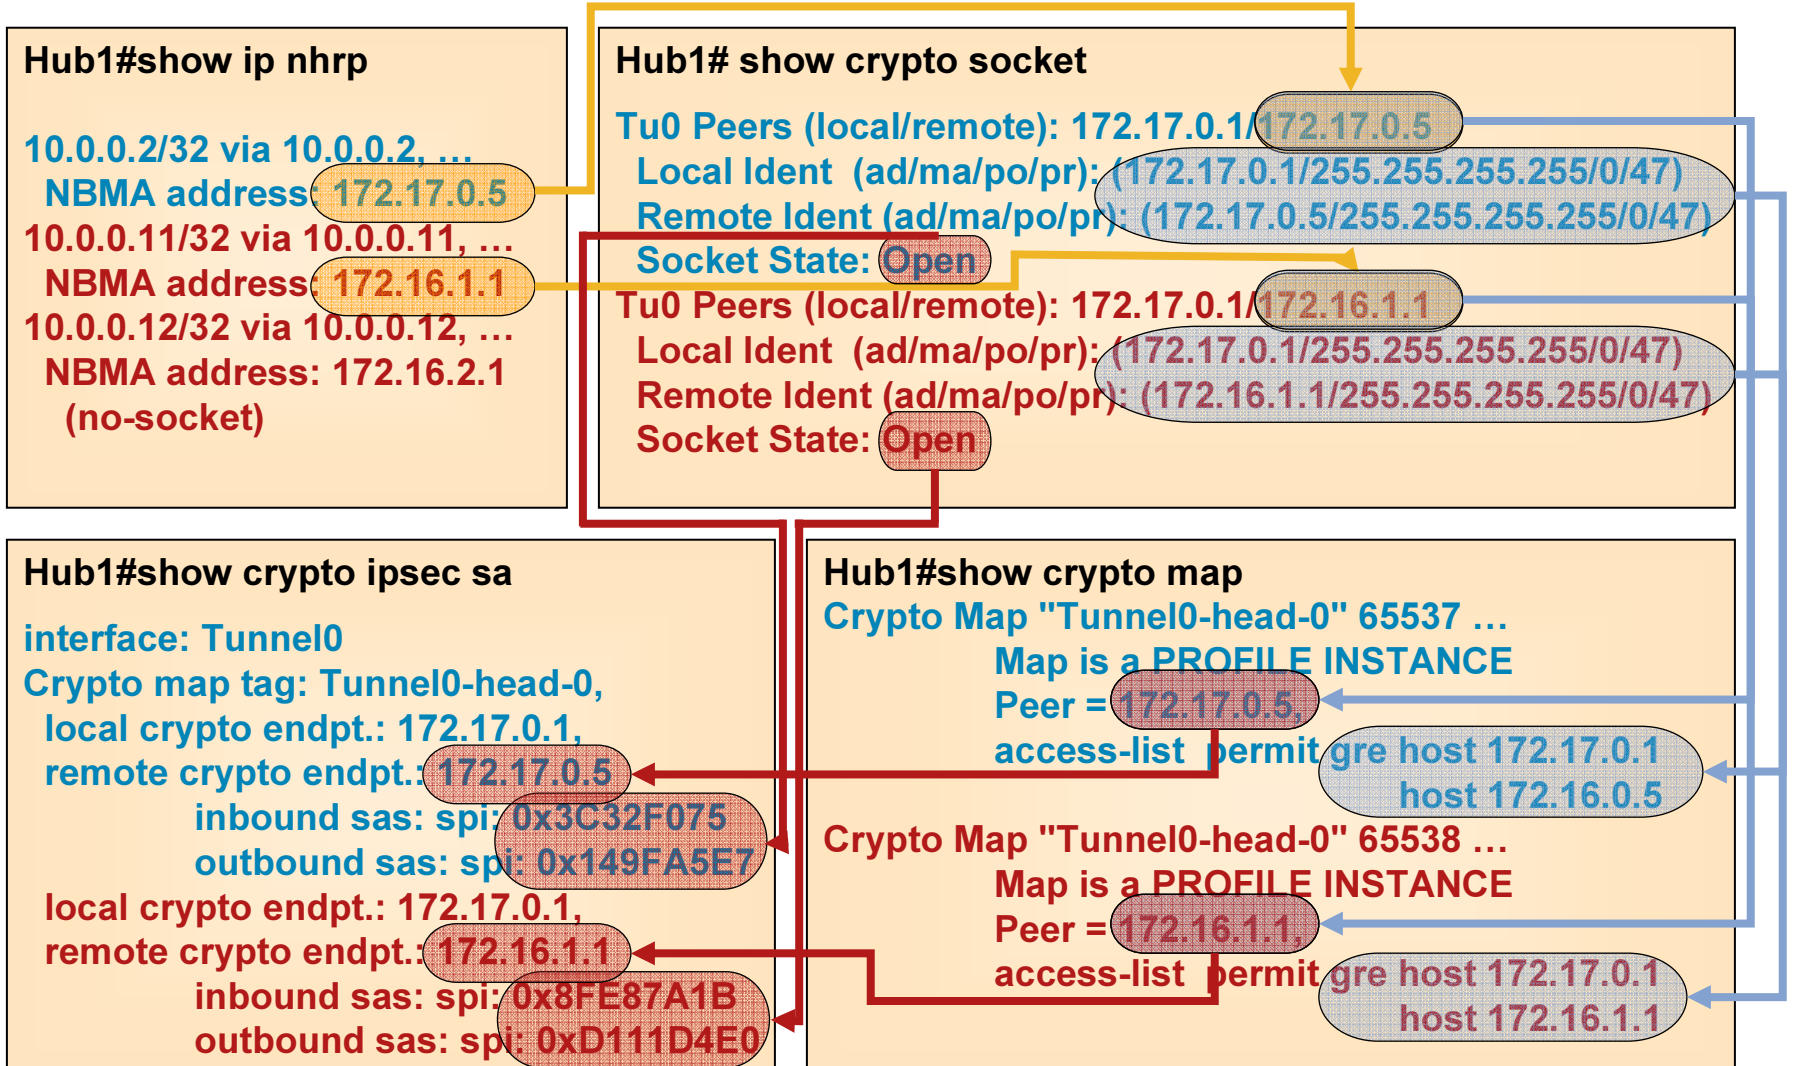 Hub1#show ip nhrp
10.0.0.2/32 via 10.0.0.2, …
NBMA address: 172.17.0.5
10.0.0.11/32 via 10.0.0.11, …
NBMA address: 172.16.1.1
10.0.0.12/32 via 10.0.0.12, …
NBMA address: 172.16.2.1
(no-socket)
Hub1# show crypto socket
Tu0 Peers (local/remote): 172.17.0.1/172.17.0.5
Local Ident (ad/ma/po/pr): (172.17.0.1/255.255.255.255/0/47)
Remote Ident (ad/ma/po/pr): (172.17.0.5/255.255.255.255/0/47)
Socket State: Open
Tu0 Peers (local/remote): 172.17.0.1/172.16.1.1
Local Ident (ad/ma/po/pr): (172.17.0.1/255.255.255.255/0/47)
Remote Ident (ad/ma/po/pr): (172.16.1.1/255.255.255.255/0/47)
Socket State: Open
Hub1#show crypto ipsec sa
interface: Tunnel0
Crypto map tag: Tunnel0-head-0,
local crypto endpt.: 172.17.0.1,
remote crypto endpt.: 172.17.0.5
inbound sas: spi: 0x3C32F075
outbound sas: spi: 0x149FA5E7
local crypto endpt.: 172.17.0.1,
remote crypto endpt.: 172.16.1.1
inbound sas: spi: 0x8FE87A1B
outbound sas: spi: 0xD111D4E0
Hub1#show crypto map
Crypto Map "Tunnel0-head-0" 65537 …
Map is a PROFILE INSTANCE
Peer = 172.17.0.5,
access-list permit gre host 172.17.0.1
host 172.16.0.5
Crypto Map "Tunnel0-head-0" 65538 …
Map is a PROFILE INSTANCE
Peer = 172.16.1.1,
access-list permit gre host 172.17.0.1
host 172.16.1.1